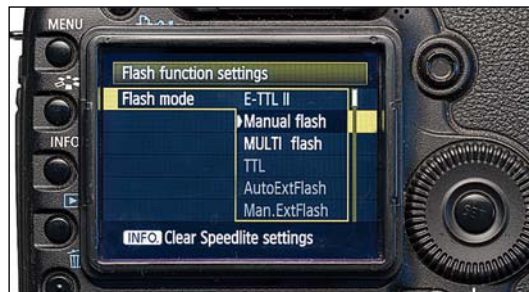 MENU
Flash function settings
Flash mode E-TTL II
Manual flash
MULTI flash
INFO
TTL
AutoExtFlash
Man.ExtFlash
INFO. Clear Speedlite settings
SET